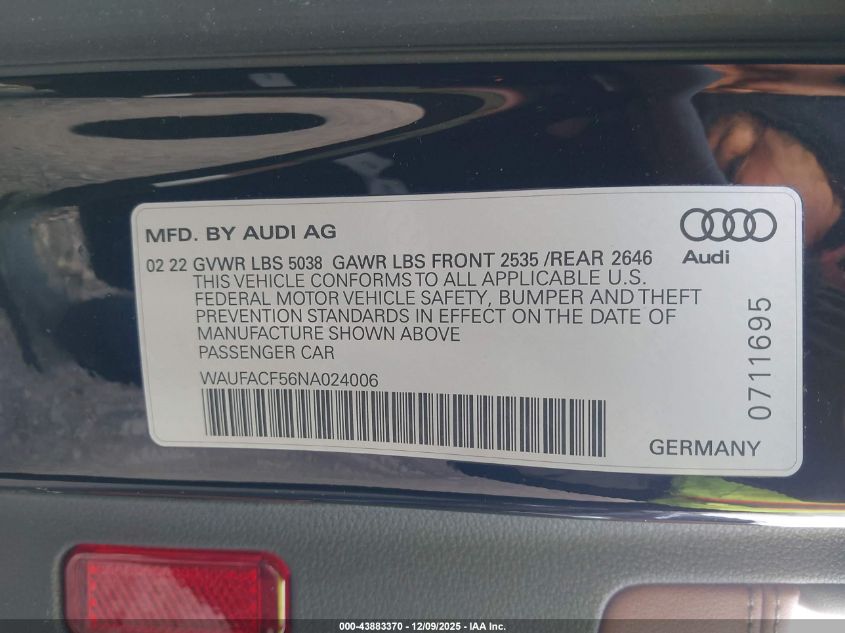 MFD. BY AUDI AG
02 22 GVWR LBS 5038 GAWR LBS FRONT 2535 /REAR 2646
THIS VEHICLE CONFORMS TO ALL APPLICABLE U.S.
FEDERAL MOTOR VEHICLE SAFETY, BUMPER AND THEFT
PREVENTION STANDARDS IN EFFECT ON THE DATE OF
MANUFACTURE SHOWN ABOVE
PASSENGER CAR
WAUFACF56NA024006
Audi
0711695
GERMANY
000-43883370 - 12/09/2025 - IAA Inc.